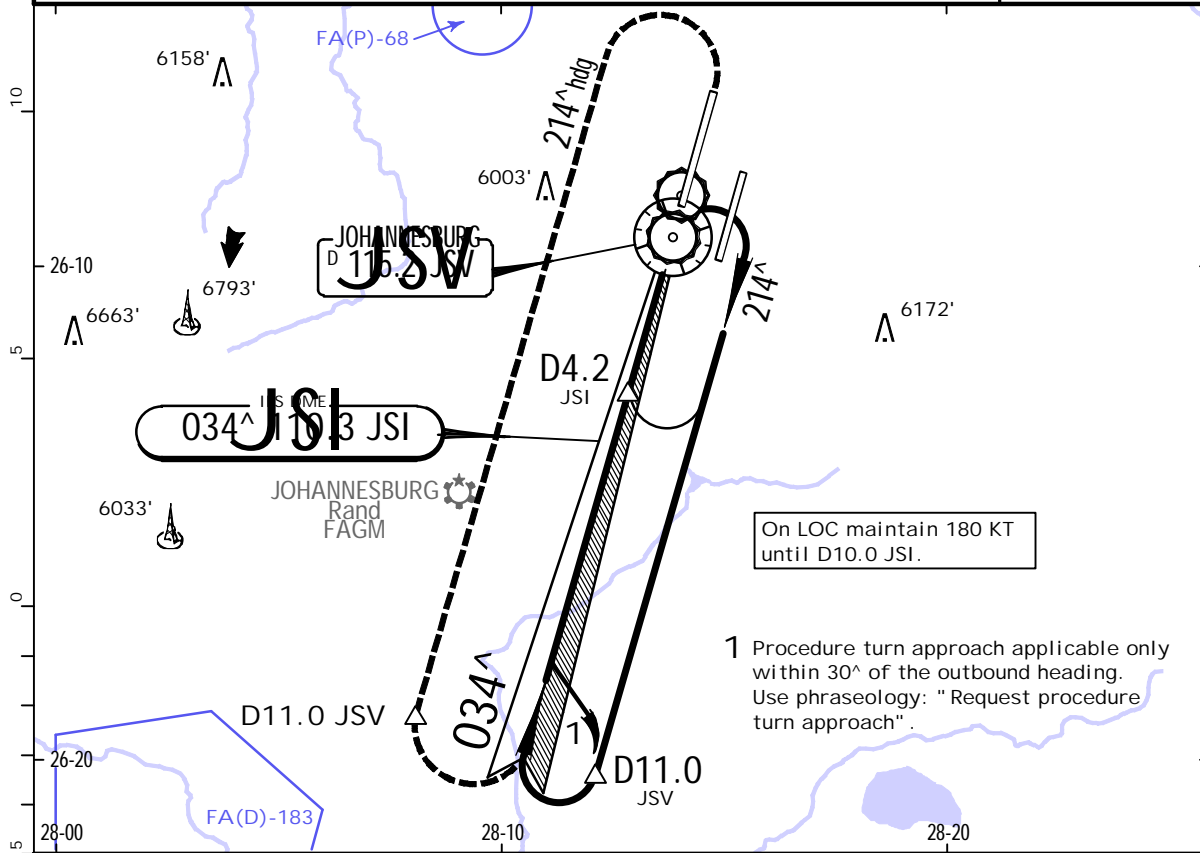 FA(P)-68
6158'
10
214^hdg
6003'
JOHANNESBURG
D 115.2 JSV
JSV
26-10
6793'
6663'
214^
6172'
5
D4.2
JSI
ILS DME
034^ 110.3 JSI
JSI
JOHANNESBURG
Rand
FAGM
6033'
On LOC maintain 180 KT
until D10.0 JSI.
0
1 Procedure turn approach applicable only
within 30^ of the outbound heading.
Use phraseology: "Request procedure
turn approach".
034^
D11.0 JSV
1
26-20
D11.0
JSV
FA(D)-183
5
28-00
28-10
28-20